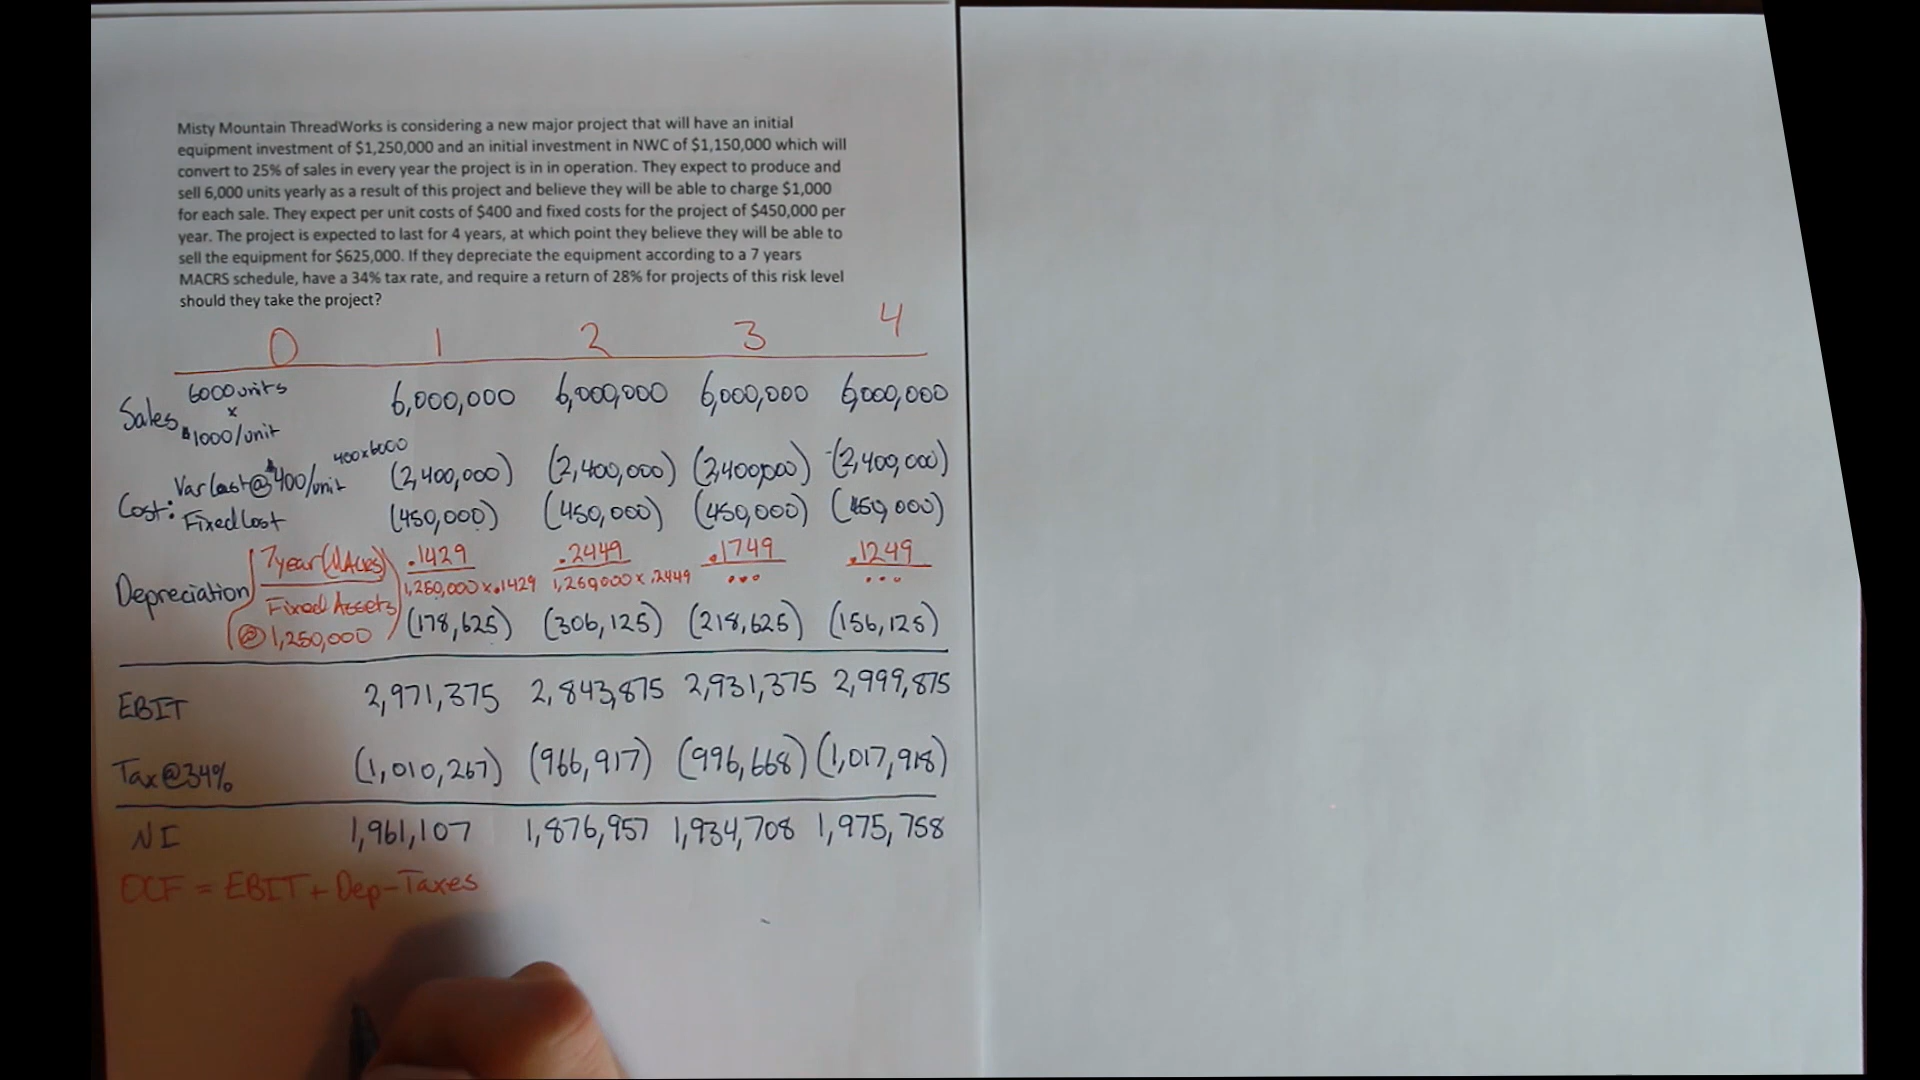 Misty Mountain ThreadWorks is considering a new major project that will have an initial
equipment investment of $1,250,000 and an initial investment in NWC of $1,150,000 which will
convert to 25% of sales in every year the project is in in operation. They expect to produce and
sell 6,000 units yearly as a result of this project and believe they will be able to charge $1,000
for each sale. They expect per unit costs of $400 and fixed costs for the project of $450,000 per
year. The project is expected to last for 4 years, at which point they believe they will be able to
sell the equipment for $625,000. If they depreciate the equipment according to a 7 years
MACRS schedule, have a 34% tax rate, and require a return of 28% for projects of this risk level
should they take the project?
0 1 2 3 4
Sales 6000 units x $1000/unit 6,000,000 6,000,000 6,000,000 6,000,000
Cost: Var Cost @ $400/unit 400x6000 (2,400,000) (2,400,000) (2,400,000) (2,400,000)
Fixed Cost (450,000) (450,000) (450,000) (450,000)
7 year (MACRS) .1429 .2449 .1749 .1249
1,250,000 x .1429 1,250,000 x .2449 ... ...
Depreciation Fixed Assets @ 1,250,000 (178,625) (306,125) (218,625) (156,125)
EBIT 2,971,375 2,843,875 2,931,375 2,999,875
Tax @ 34% (1,010,267) (966,917) (996,668) (1,017,918)
NI 1,961,107 1,876,957 1,934,708 1,975,758
OCF = EBIT + Dep - Taxes